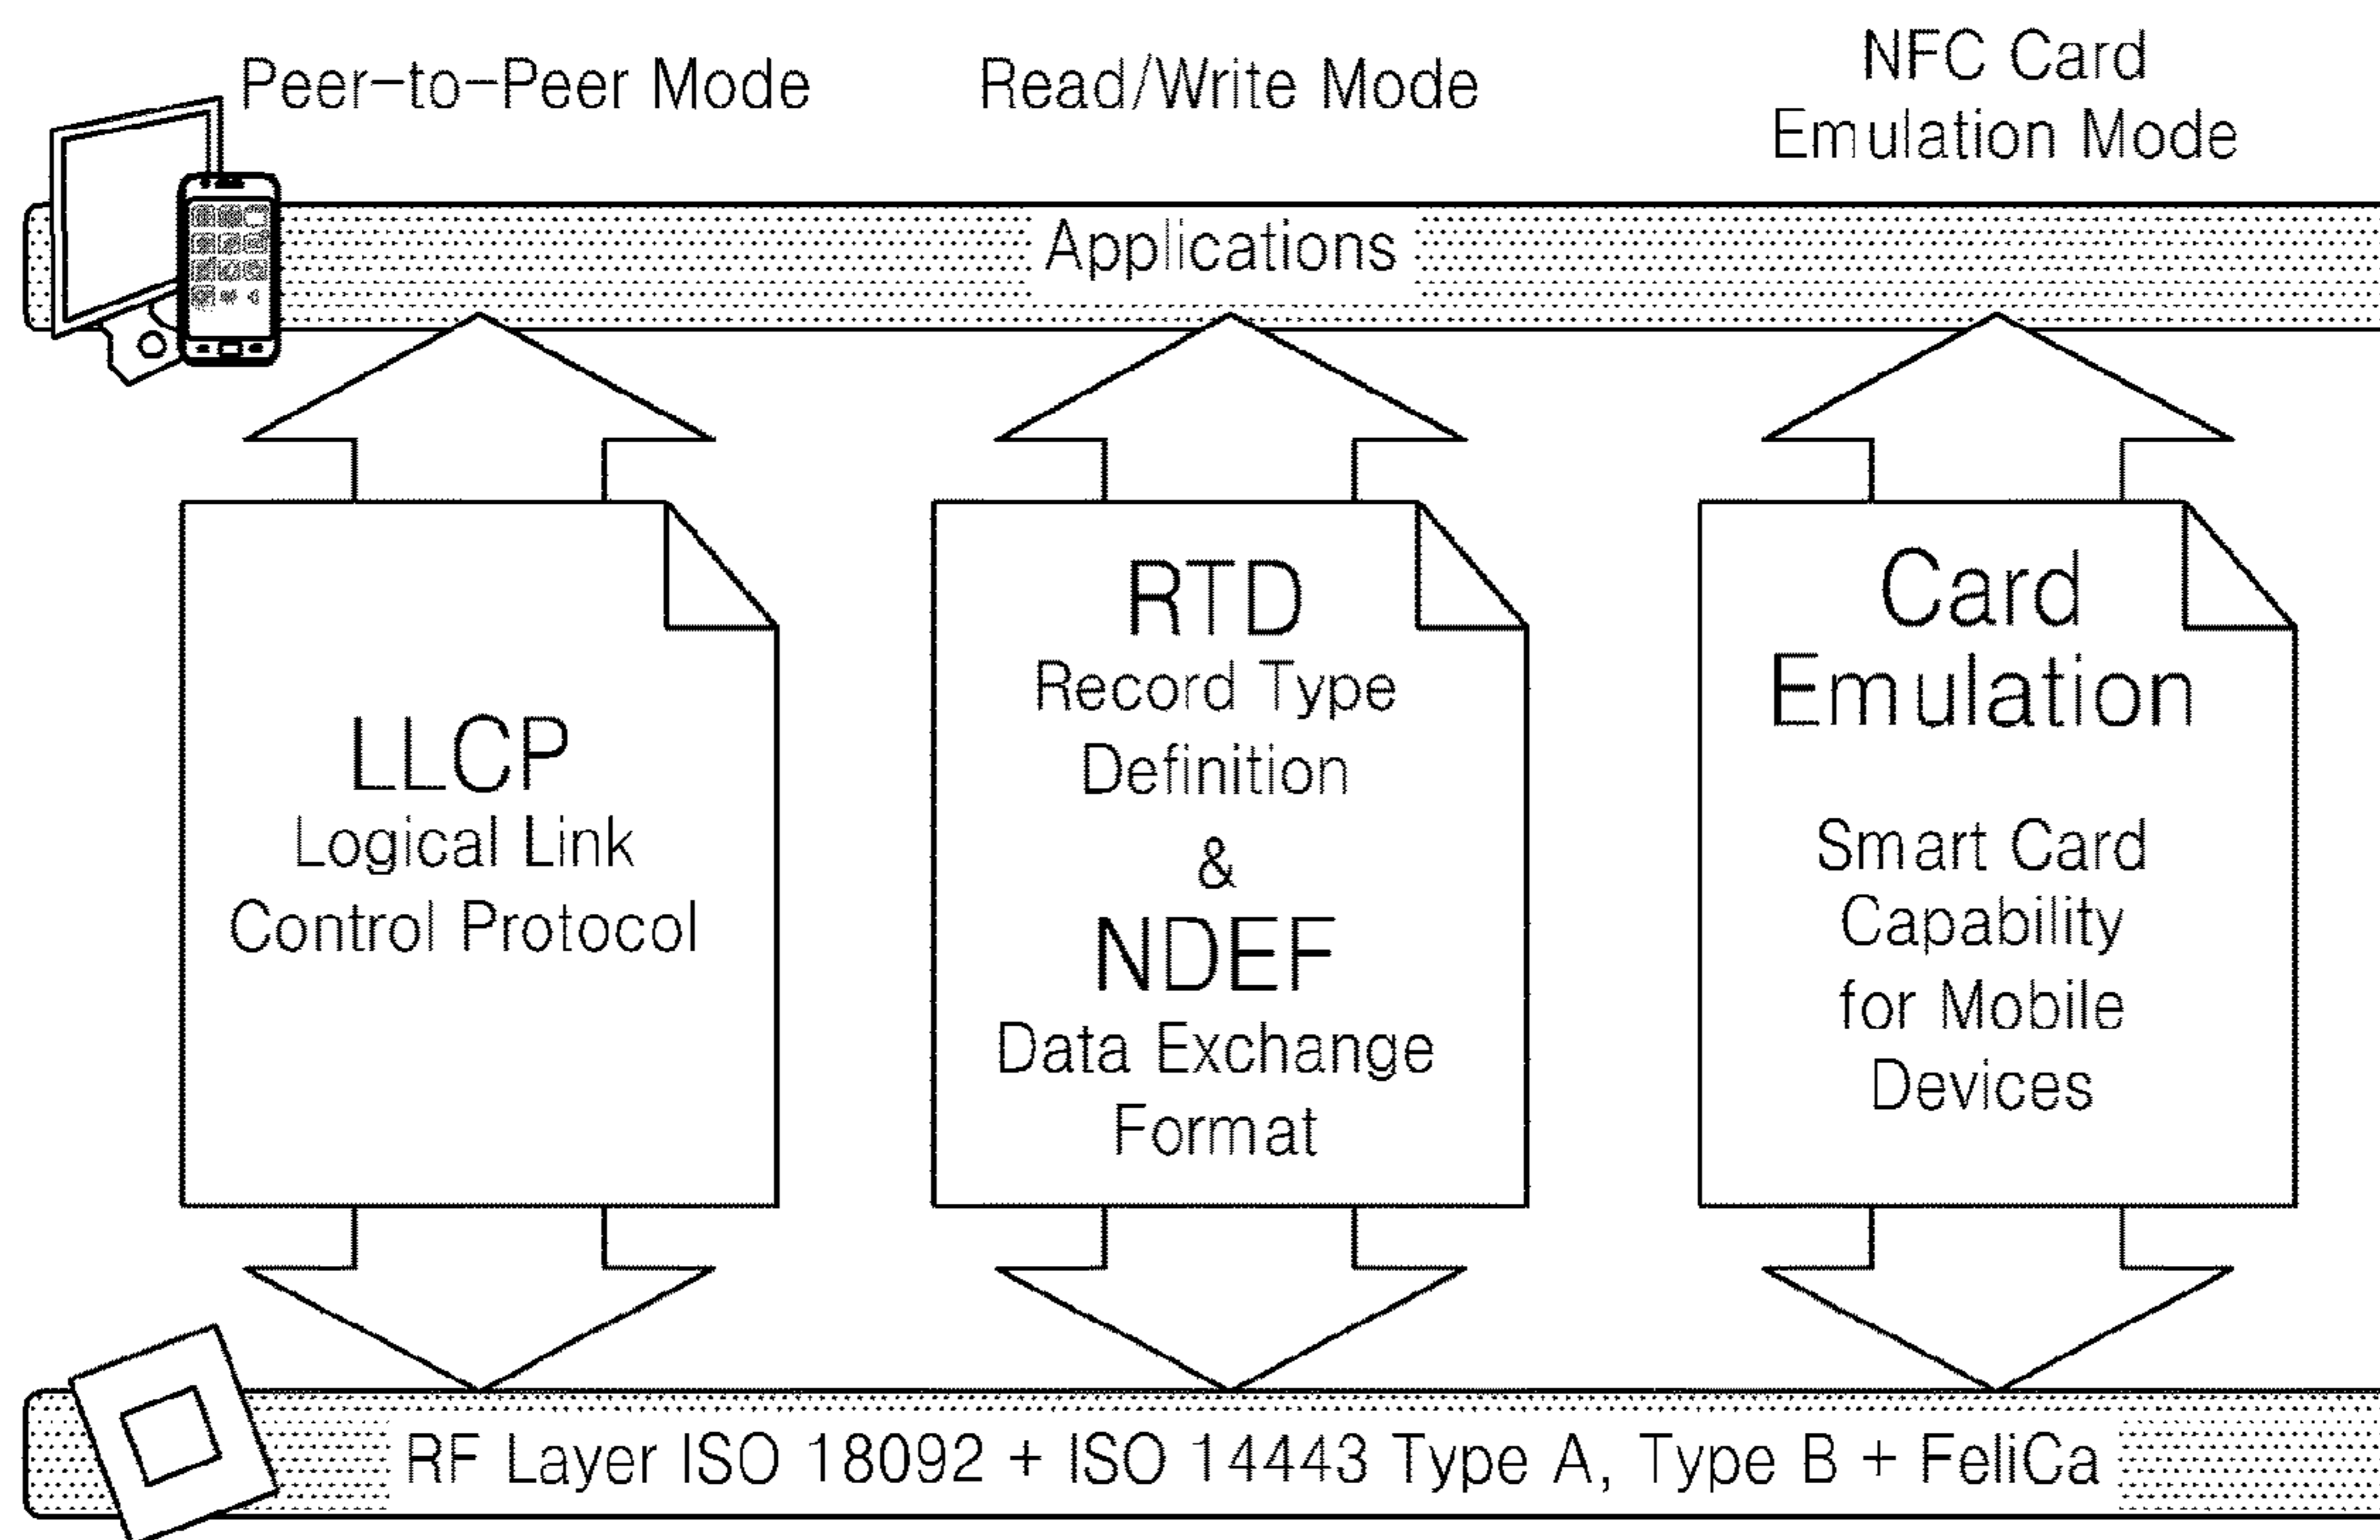 Peer-to-Peer Mode
Read/Write Mode
NFC Card
Emulation Mode
Applications
LLCP
Logical Link
Control Protocol
RTD
Record Type
Definition
&
NDEF
Data Exchange
Format
Card
Emulation
Smart Card
Capability
for Mobile
Devices
RF Layer ISO 18092 + ISO 14443 Type A, Type B + FeliCa